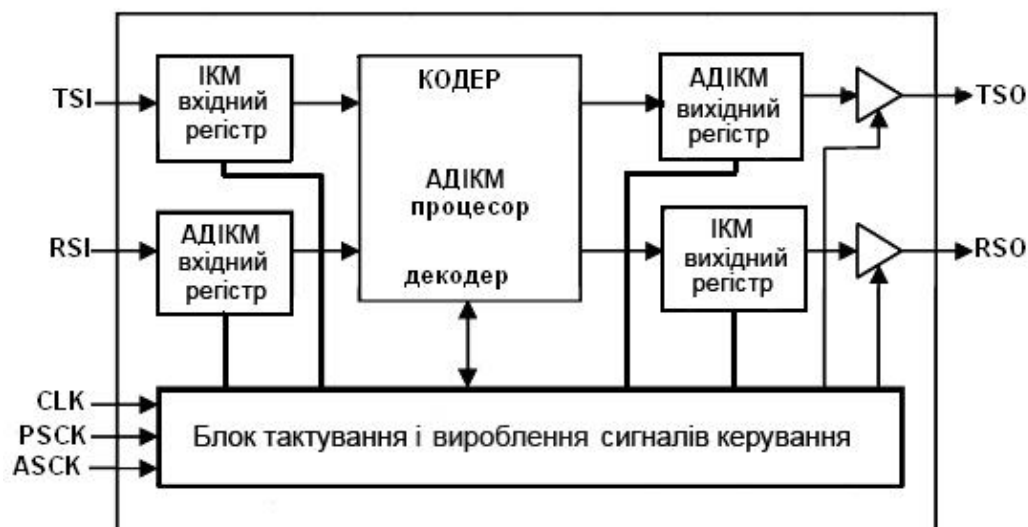 TSI
ІКМ
вхідний
регістр
КОДЕР
АДІКМ
процесор
декодер
АДІКМ
вихідний
регістр
TSO
RSI
АДІКМ
вхідний
регістр
ІКМ
вихідний
регістр
RSO
CLK
PSCK
ASCK
Блок тактування і вироблення сигналів керування